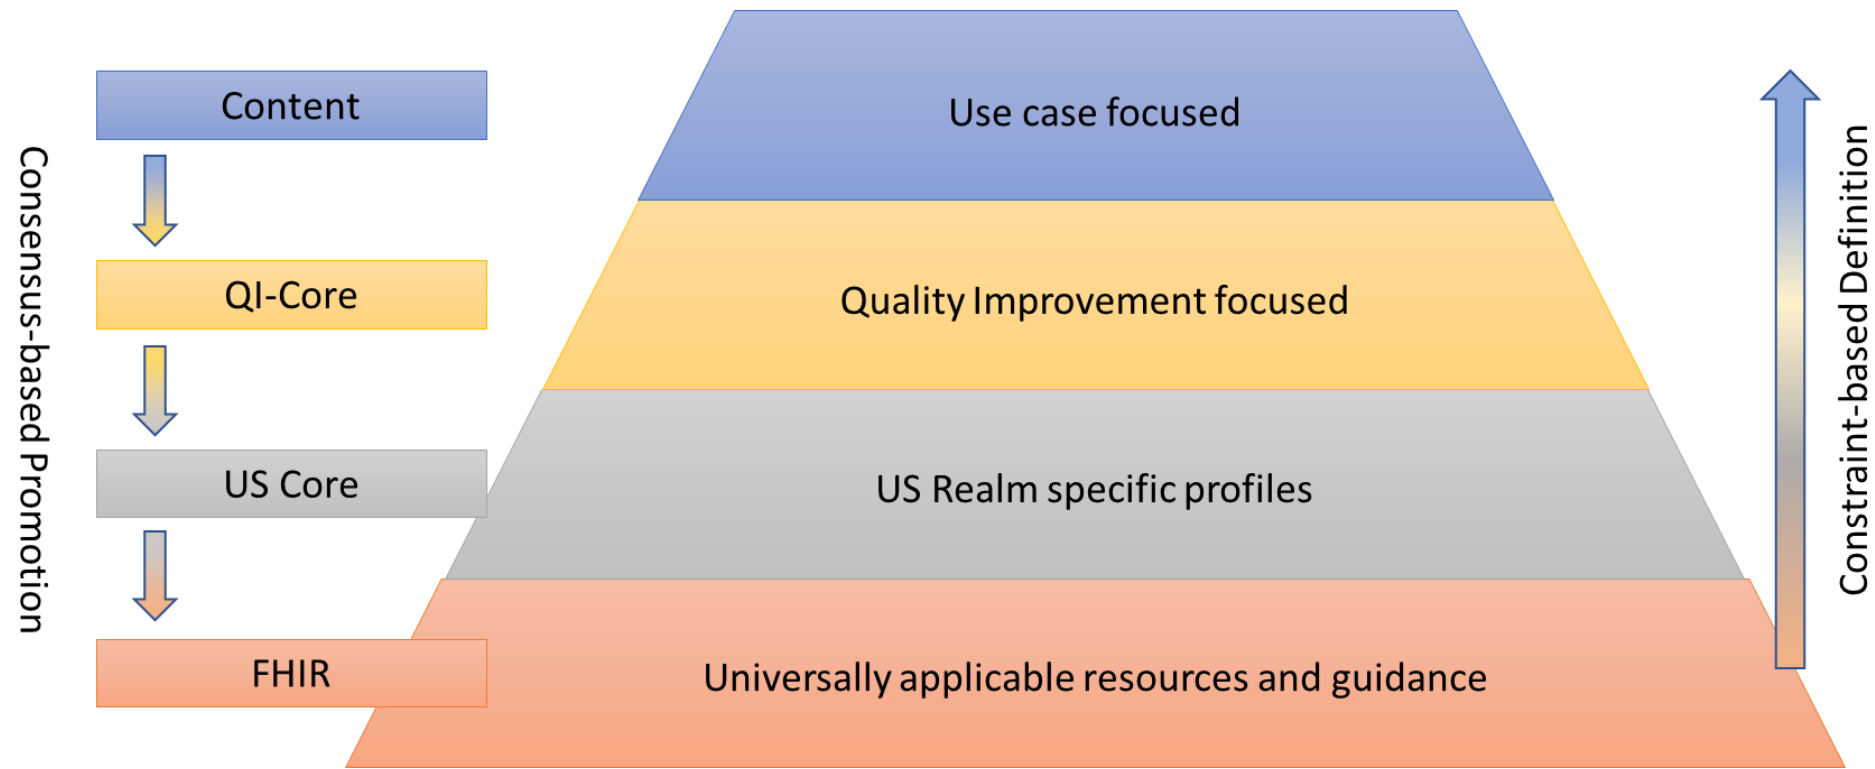 Consensus-based Promotion
Content
QI-Core
US Core
FHIR
Use case focused
Quality Improvement focused
US Realm specific profiles
Universally applicable resources and guidance
Constraint-based Definition